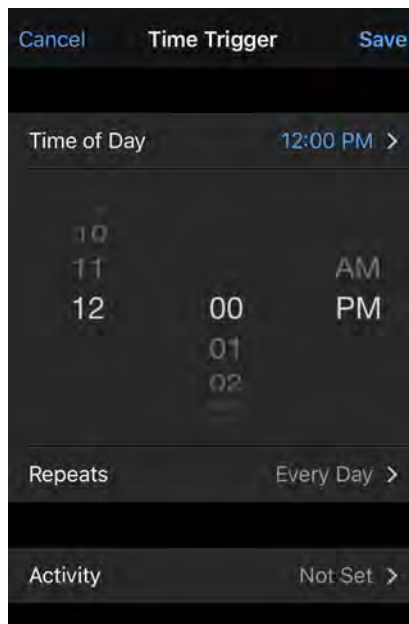 Cancel Time Trigger Save
Time of Day 12:00 PM >
10
11 AM
12 00 PM
01
02
Repeats Every Day >
Activity Not Set >